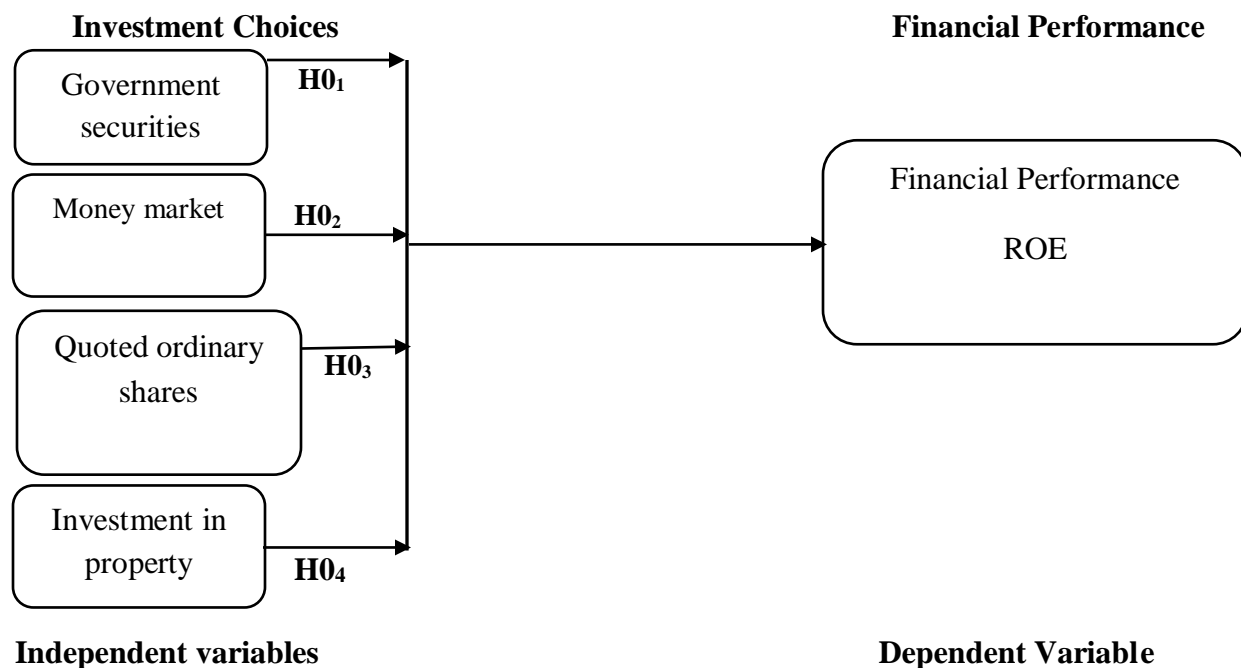 Investment Choices
Financial Performance
Government
securities
H0₁
Money market
H0₂
Quoted ordinary
shares
H0₃
Investment in
property
H0₄
Financial Performance
ROE
Independent variables
Dependent Variable